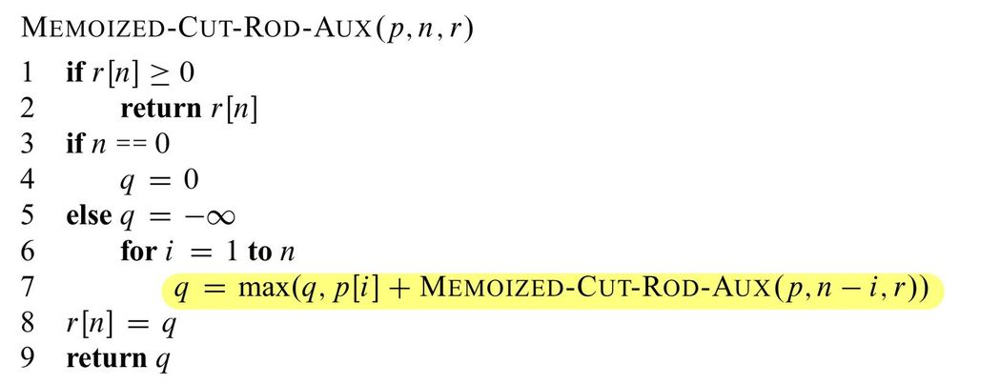 MEMOIZED-CUT-ROD-AUX(p, n, r)
1 if r[n] ≥ 0
2 return r[n]
3 if n == 0
4 q = 0
5 else q = −∞
6 for i = 1 to n
7 q = max(q, p[i] + MEMOIZED-CUT-ROD-AUX(p, n − i, r))
8 r[n] = q
9 return q